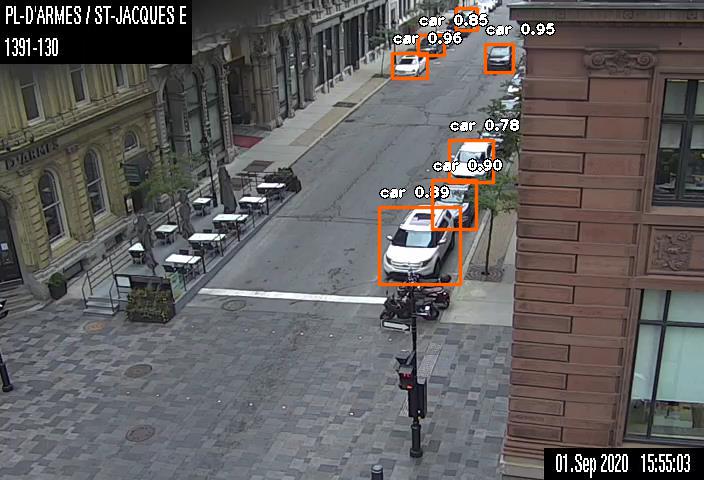 PL-D'ARMES / ST-JACQUES E
1391-130
car 0.85
car 0.96
car 0.95
car 0.78
car 0.90
car 0.89
D'ARMES
01.Sep 2020 15:55:03